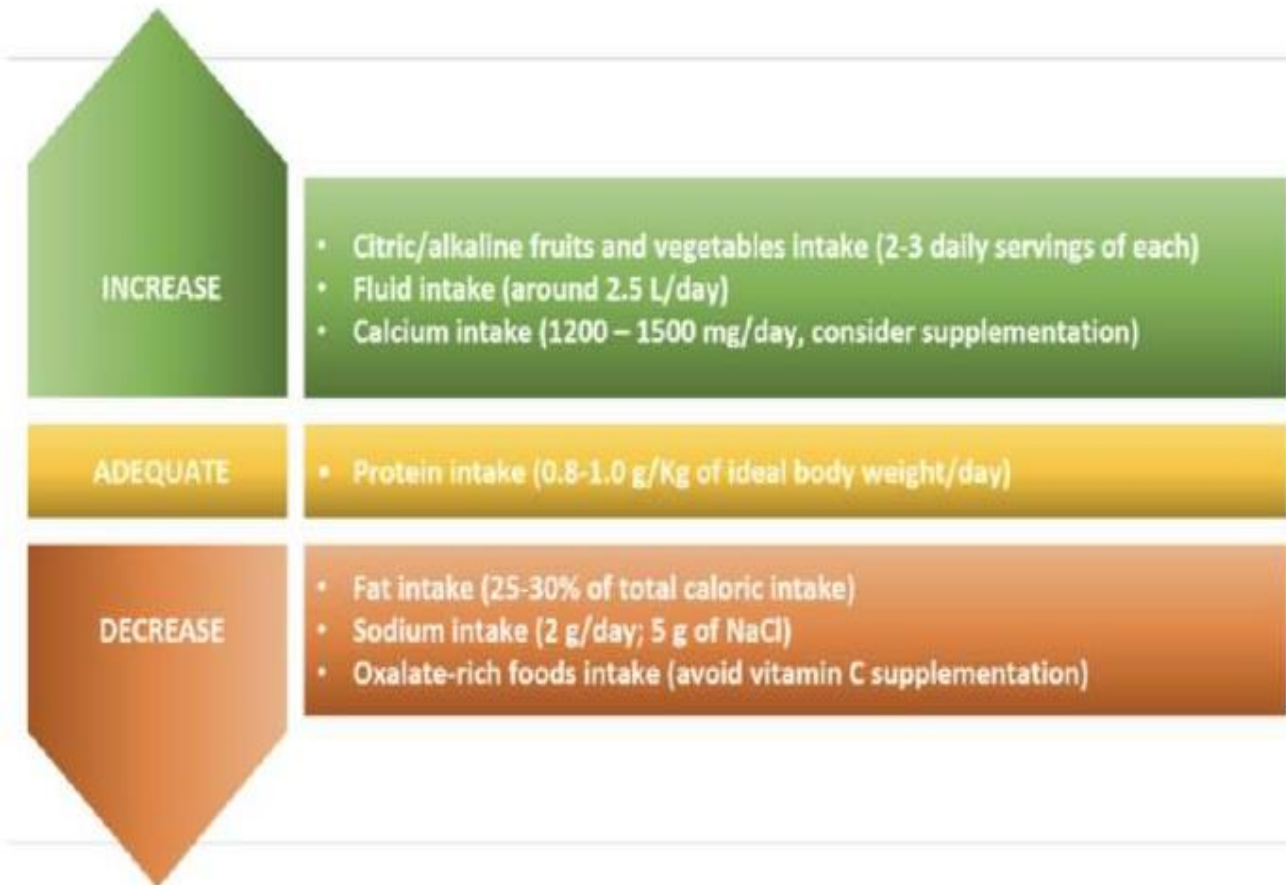 INCREASE
• Citric/alkaline fruits and vegetables intake (2-3 daily servings of each)
• Fluid intake (around 2.5 L/day)
• Calcium intake (1200 – 1500 mg/day, consider supplementation)
ADEQUATE
• Protein intake (0.8-1.0 g/Kg of ideal body weight/day)
DECREASE
• Fat intake (25-30% of total caloric intake)
• Sodium intake (2 g/day; 5 g of NaCl)
• Oxalate-rich foods intake (avoid vitamin C supplementation)